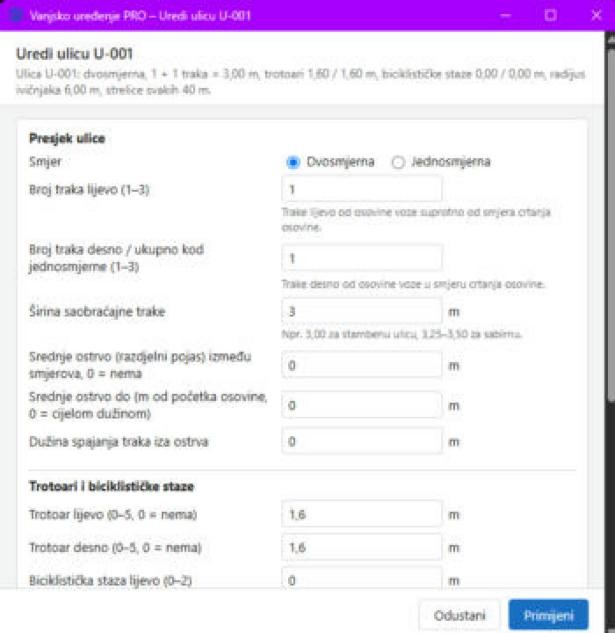 Vanjsko uređenje PRO – Uredi ulicu U-001
Uredi ulicu U-001
Ulica U-001: dvosmjerna, 1 + 1 traka × 3,00 m, trotoari 1,60 / 1,60 m, biciklističke staze 0,00 / 0,00 m, radijus
ivičnjaka 6,00 m, strelice svakih 40 m.
Presjek ulice
Smjer
Dvosmjerna
Jednosmjerna
Broj traka lijevo (1–3)
1
Trake lijevo od osovine voze suprotno od smjera crtanja
osovine.
Broj traka desno / ukupno kod
jednosmjerne (1–3)
1
Trake desno od osovine voze u smjeru crtanja osovine.
Širina saobraćajne trake
3 m
Npr. 3,00 za stambenu ulicu, 3,25–3,50 za sabirnu.
Srednje ostrvo (razdjelni pojas) između
smjerova, 0 = nema
0 m
Srednje ostrvo do (m od početka osovine,
0 = cijelom dužinom)
0 m
Dužina spajanja traka iza ostrva
0 m
Trotoari i biciklističke staze
Trotoar lijevo (0–5, 0 = nema)
1,6 m
Trotoar desno (0–5, 0 = nema)
1,6 m
Biciklistička staza lijevo (0–2)
0 m
Odustani
Primijeni